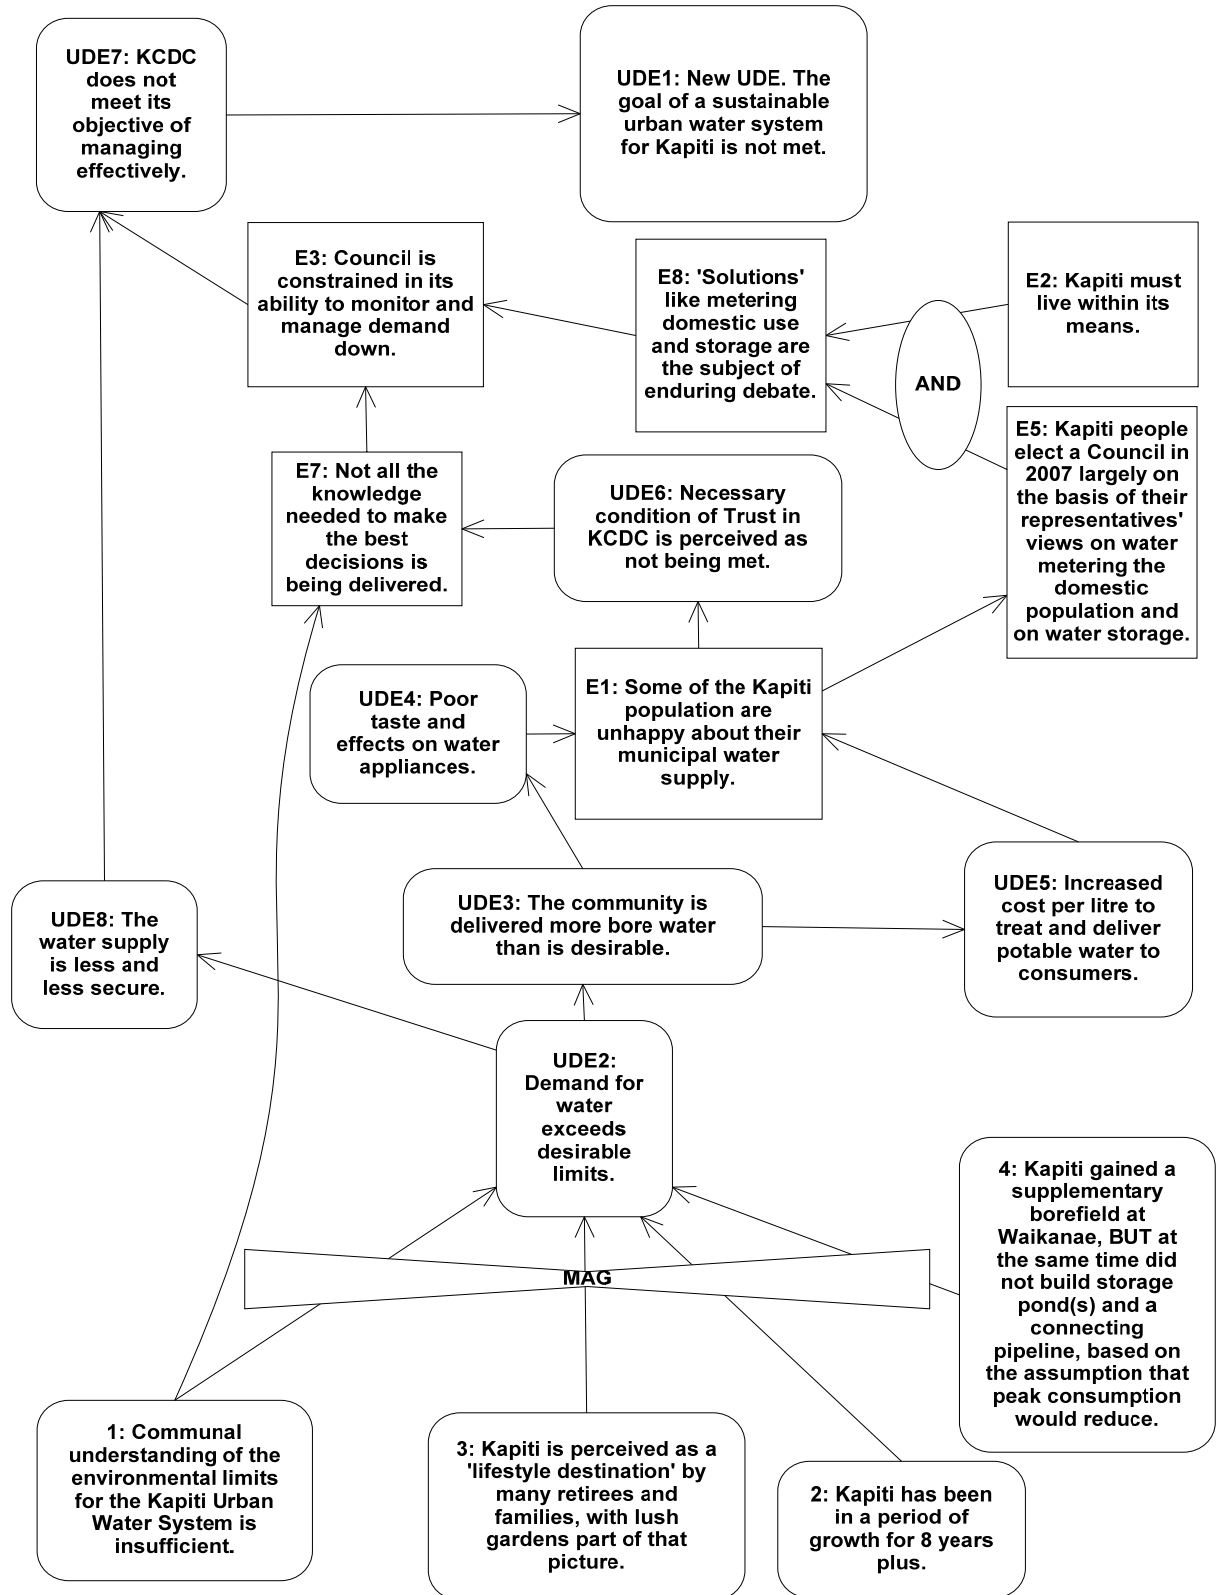 UDE7: KCDC
does not
meet its
objective of
managing
effectively.
UDE1: New UDE. The
goal of a sustainable
urban water system
for Kapiti is not met.
E3: Council is
constrained in its
ability to monitor and
manage demand
down.
E8: 'Solutions'
like metering
domestic use
and storage are
the subject of
enduring debate.
E2: Kapiti must
live within its
means.
AND
E5: Kapiti people
elect a Council in
2007 largely on
the basis of their
representatives'
views on water
metering the
domestic
population and
on water storage.
E7: Not all the
knowledge
needed to make
the best
decisions is
being delivered.
UDE6: Necessary
condition of Trust in
KCDC is perceived as
not being met.
UDE4: Poor
taste and
effects on water
appliances.
E1: Some of the Kapiti
population are
unhappy about their
municipal water
supply.
UDE8: The
water supply
is less and
less secure.
UDE3: The community is
delivered more bore water
than is desirable.
UDE5: Increased
cost per litre to
treat and deliver
potable water to
consumers.
UDE2:
Demand for
water
exceeds
desirable
limits.
MAG
4: Kapiti gained a
supplementary
borefield at
Waikanae, BUT at
the same time did
not build storage
pond(s) and a
connecting
pipeline, based on
the assumption that
peak consumption
would reduce.
1: Communal
understanding of the
environmental limits
for the Kapiti Urban
Water System is
insufficient.
3: Kapiti is perceived as a
'lifestyle destination' by
many retirees and
families, with lush
gardens part of that
picture.
2: Kapiti has been
in a period of
growth for 8 years
plus.